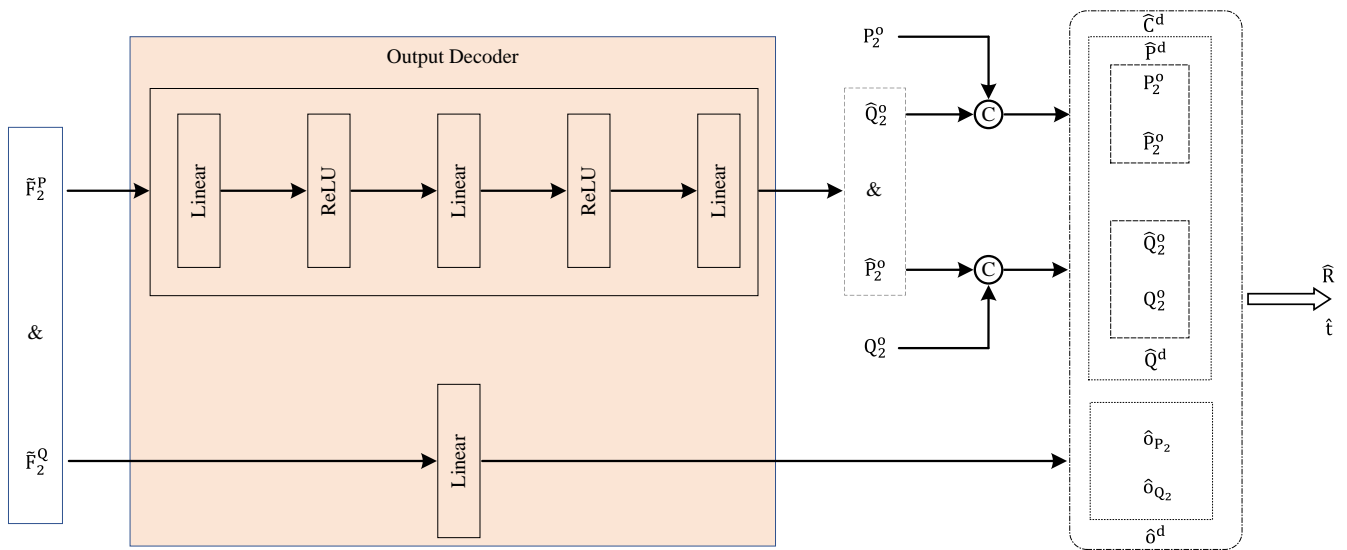 Output Decoder
F̃₂ᴾ
&
F̃₂Q
Linear
ReLU
Linear
ReLU
Linear
Linear
P₂ᵒ
Q̂₂ᵒ
&
P̂₂ᵒ
Q₂ᵒ
C
C
Ĉᵈ
P̂ᵈ
P₂ᵒ
P̂₂ᵒ
Q̂₂ᵒ
Q₂ᵒ
Q̂ᵈ
ô_P₂
ô_Q₂
ôᵈ
R̂
t̂